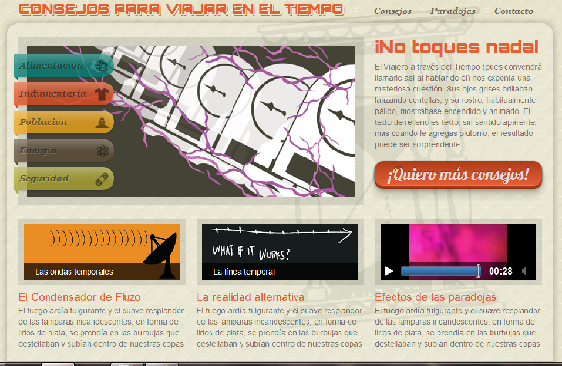 CONSEJOS PARA VIAJAR EN EL TIEMPO
Consejos Paradojas Contacto
¡No toques nada!
Alimentación
Indumentaria
Población
Energía
Seguridad
El Viajero a través del Tiempo (pues convendrá
llamarlo así al hablar de él) nos exponía una
misteriosa cuestión. Sus ojos grises brillaban
lanzando centellas, y su rostro, habitualmente
pálido, mostrábase encendido y animado. El
texto de relleno es texto, sin sentido aparente,
mas cuando le agregas plutonio, el resultado
puede ser sorprendente.
¡Quiero más consejos!
Las ondas temporales
WHAT IF IT WORKS?
La línea temporal
00:28
El Condensador de Fluzo
El fuego ardía fulgurante y el suave resplandor
de las lámparas incandescentes, en forma de
lirios de plata, se prendía en las burbujas que
destellaban y subían dentro de nuestras copas
La realidad alternativa
El fuego ardía fulgurante y el suave resplandor
de las lámparas incandescentes, en forma de
lirios de plata, se prendía en las burbujas que
destellaban y subían dentro de nuestras copas
Efectos de las paradojas
El fuego ardía fulgurante y el suave resplandor
de las lámparas incandescentes, en forma de
lirios de plata, se prendía en las burbujas que
destellaban y subían dentro de nuestras copas